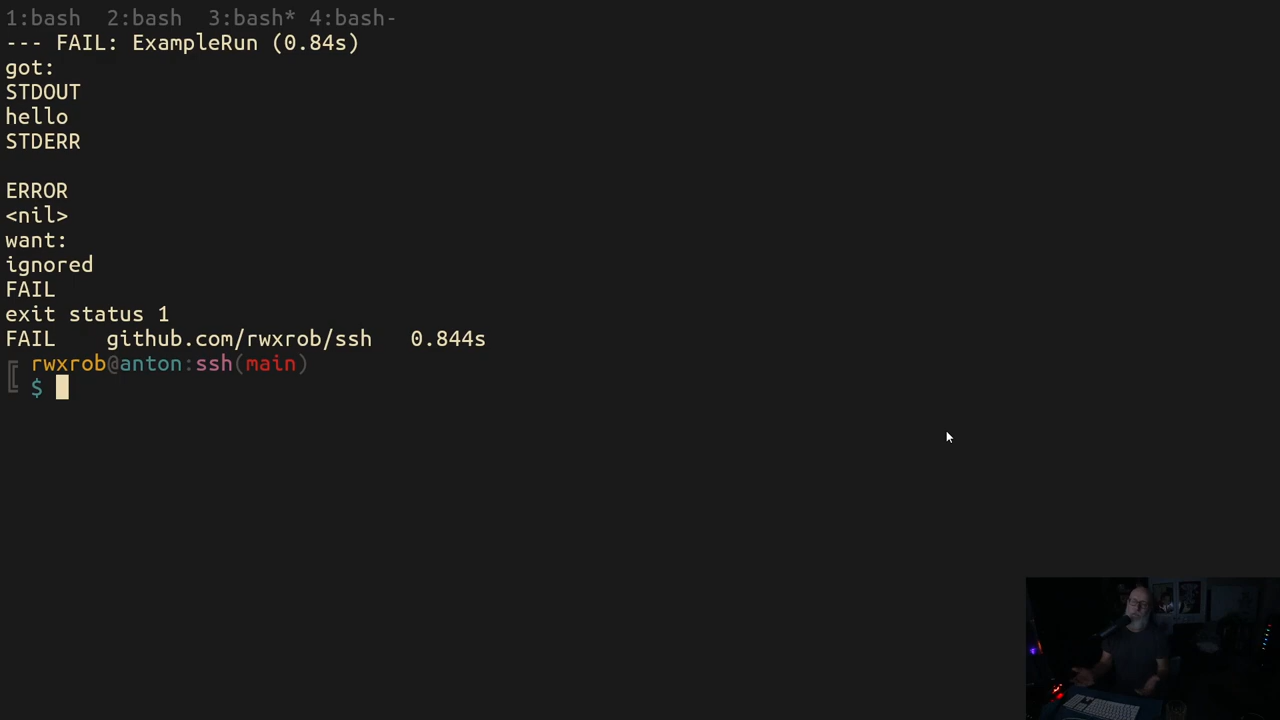 1:bash  2:bash  3:bash* 4:bash-
--- FAIL: ExampleRun (0.84s)
got:
STDOUT
hello
STDERR
ERROR
<nil>
want:
ignored
FAIL
exit status 1
FAIL    github.com/rwxrob/ssh   0.844s
rwxrob@anton:ssh(main)
$